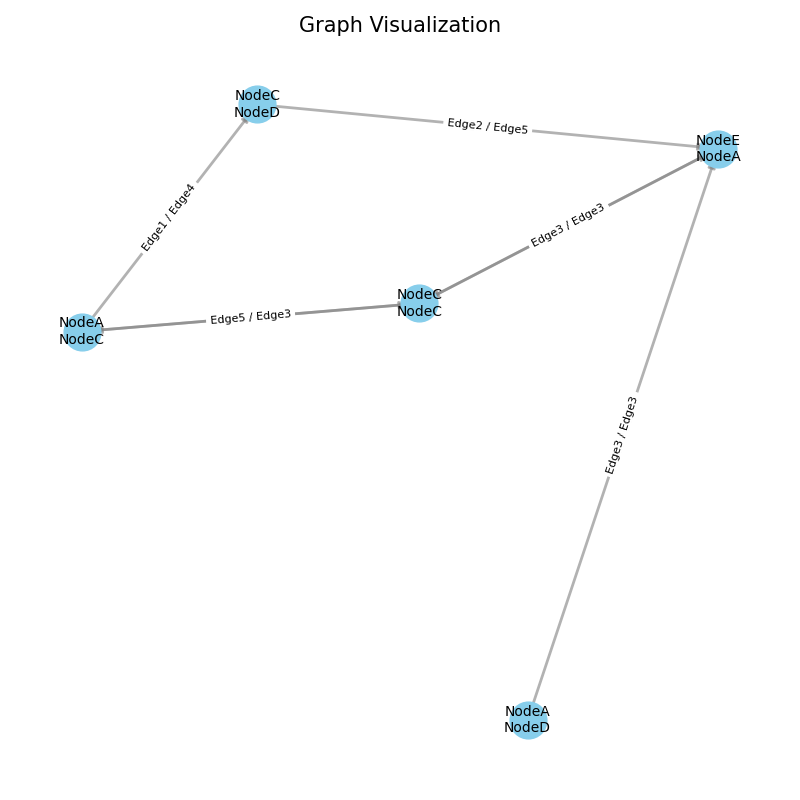 Graph Visualization
NodeC
NodeD
Edge2 / Edge5
NodeE
NodeA
Edge1 / Edge4
Edge3 / Edge3
NodeC
NodeC
Edge5 / Edge3
NodeA
NodeC
Edge3 / Edge3
NodeA
NodeD